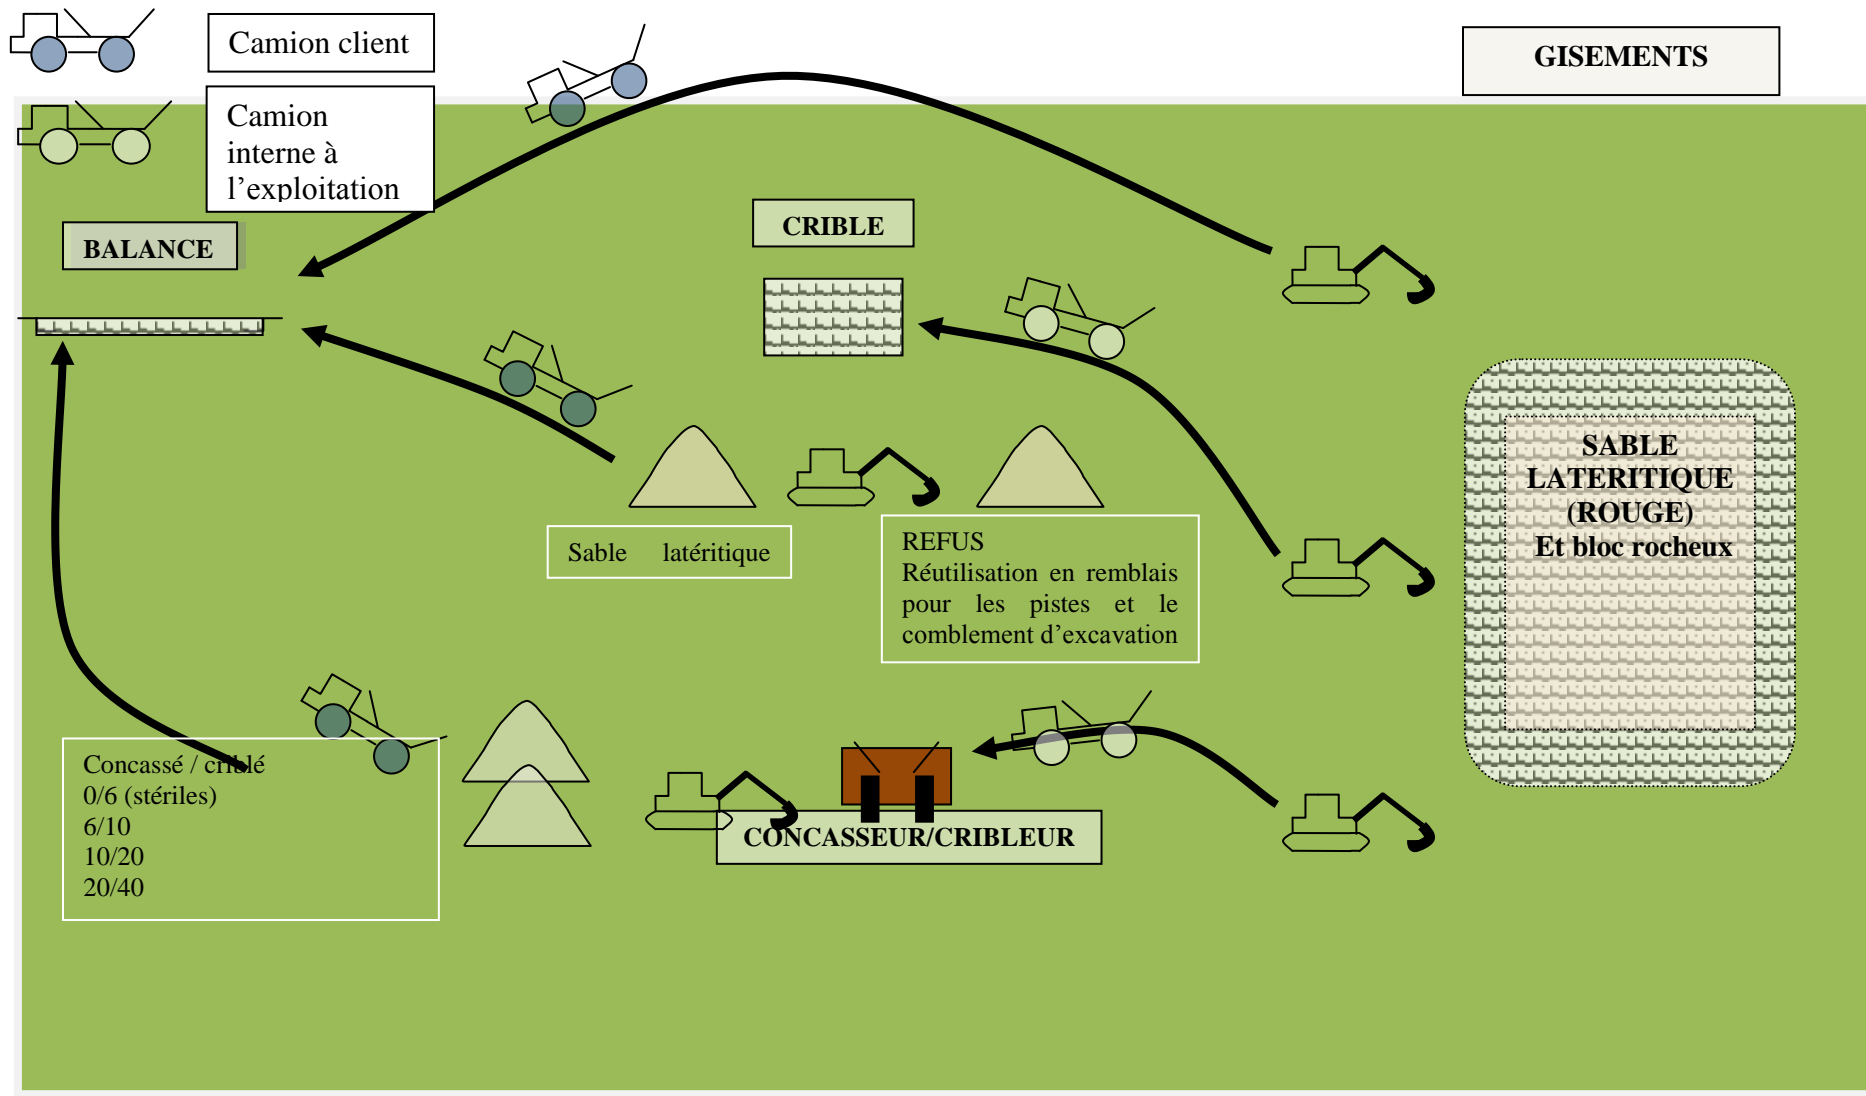 Camion client
GISEMENTS
Camion
interne à
l’exploitation
BALANCE
CRIBLE
SABLE
LATERITIQUE
(ROUGE)
Et bloc rocheux
Sable latéritique
REFUS
Réutilisation en remblais
pour les pistes et le
comblement d’excavation
Concassé / criblé
0/6 (stériles)
6/10
10/20
20/40
CONCASSEUR/CRIBLEUR